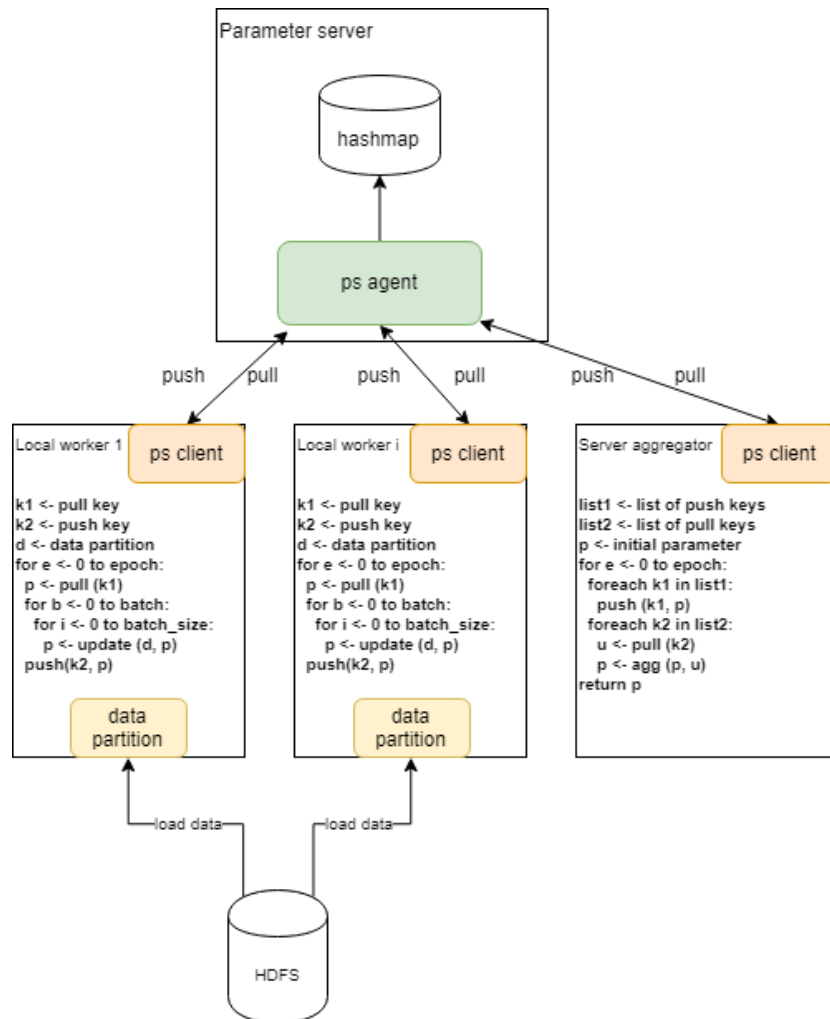 Parameter server
hashmap
ps agent
push
pull
push
pull
push
pull
Local worker 1
ps client
k1 <- pull key
k2 <- push key
d <- data partition
for e <- 0 to epoch:
p <- pull (k1)
for b <- 0 to batch:
for i <- 0 to batch_size:
p <- update (d, p)
push(k2, p)
data
partition
Local worker i
ps client
k1 <- pull key
k2 <- push key
d <- data partition
for e <- 0 to epoch:
p <- pull (k1)
for b <- 0 to batch:
for i <- 0 to batch_size:
p <- update (d, p)
push(k2, p)
data
partition
Server aggregator
ps client
list1 <- list of push keys
list2 <- list of pull keys
p <- initial parameter
for e <- 0 to epoch:
foreach k1 in list1:
push (k1, p)
foreach k2 in list2:
u <- pull (k2)
p <- agg (p, u)
return p
load data
load data
HDFS